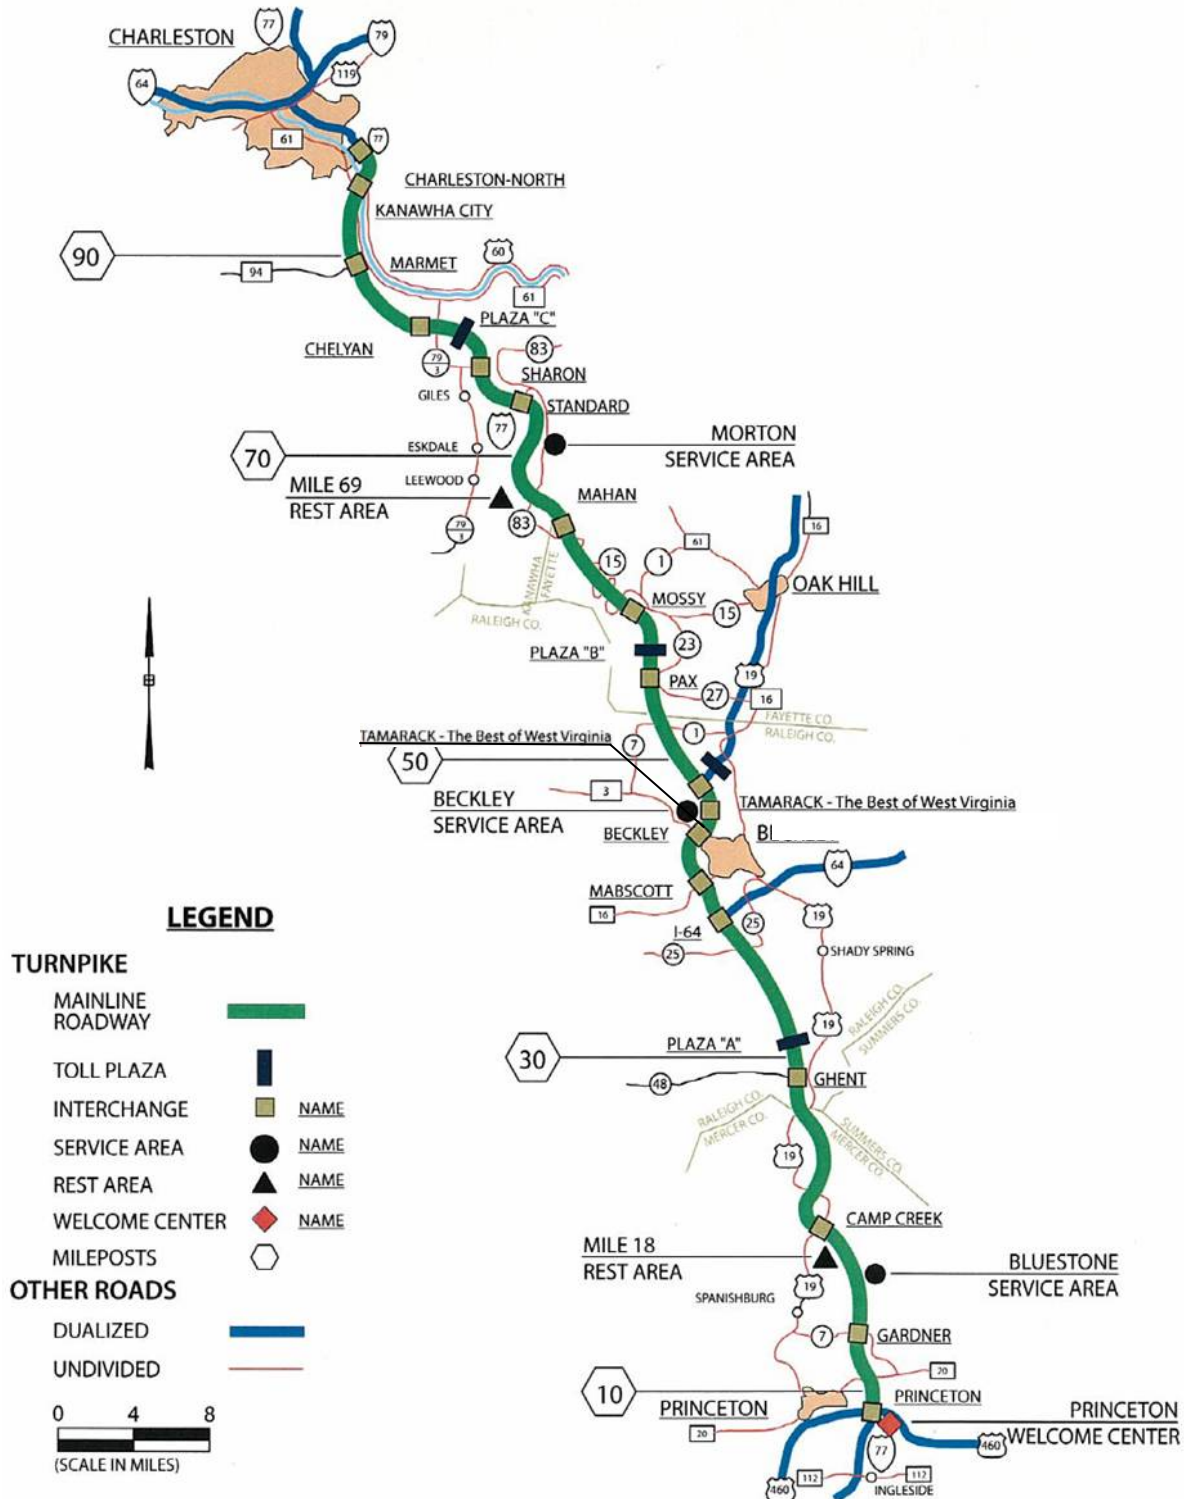 77
CHARLESTON
79
119
64
61
77
CHARLESTON-NORTH
KANAWHA CITY
90
60
94
MARMET
61
PLAZA "C"
CHELYAN
79
3
83
SHARON
GILES
STANDARD
77
MORTON
SERVICE AREA
ESKDALE
70
LEEWOOD
MILE 69
REST AREA
MAHAN
83
79
3
16
61
15
1
KANAWHA
FAYETTE
OAK HILL
MOSSY
15
RALEIGH CO.
23
PLAZA "B"
19
PAX
27
16
FAYETTE CO.
RALEIGH CO.
TAMARACK - The Best of West Virginia
7
1
50
3
BECKLEY
SERVICE AREA
TAMARACK - The Best of West Virginia
BECKLEY
64
MABSCOTT
16
19
25
I-64
25
SHADY SPRING
LEGEND
TURNPIKE
MAINLINE
ROADWAY
TOLL PLAZA
INTERCHANGE
NAME
SERVICE AREA
NAME
REST AREA
NAME
WELCOME CENTER
NAME
MILEPOSTS
OTHER ROADS
DUALIZED
UNDIVIDED
0 4 8
(SCALE IN MILES)
RALEIGH CO.
SUMMERS CO.
19
PLAZA "A"
30
GHENT
48
RALEIGH CO.
MERCER CO.
SUMMERS CO.
MERCER CO.
19
CAMP CREEK
MILE 18
REST AREA
BLUESTONE
SERVICE AREA
19
SPANISHBURG
7
GARDNER
20
10
PRINCETON
PRINCETON
20
PRINCETON
WELCOME CENTER
77
460
460
112
112
INGLESIDE